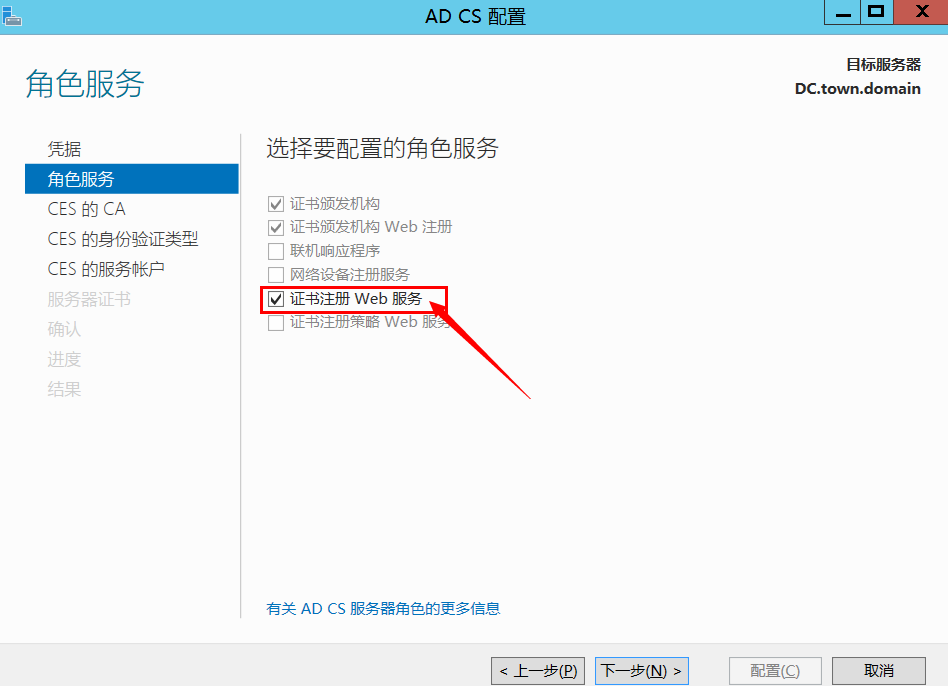 AD CS 配置
角色服务
目标服务器
DC.town.domain
凭据
角色服务
CES 的 CA
CES 的身份验证类型
CES 的服务帐户
服务器证书
确认
进度
结果
选择要配置的角色服务
证书颁发机构
证书颁发机构 Web 注册
联机响应程序
网络设备注册服务
证书注册 Web 服务
证书注册策略 Web 服务
有关 AD CS 服务器角色的更多信息
< 上一步(P)
下一步(N) >
配置(C)
取消